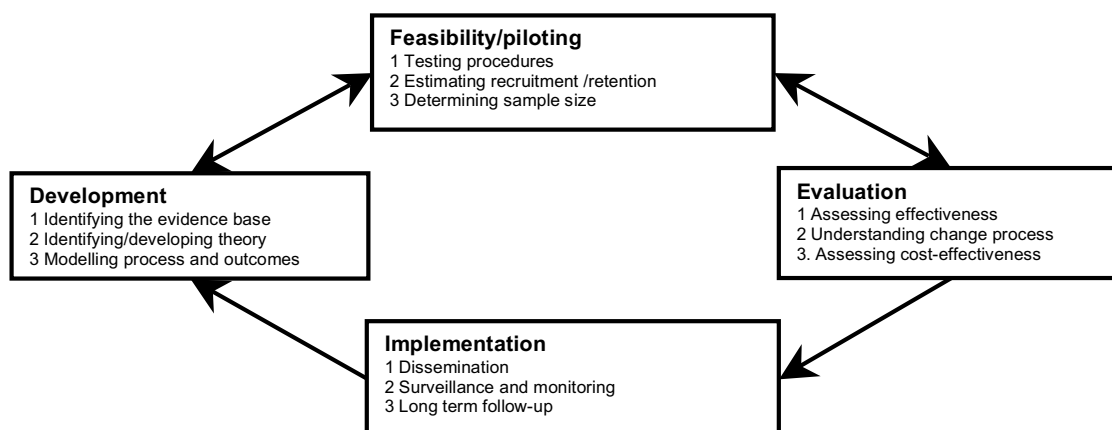 Feasibility/piloting
1 Testing procedures
2 Estimating recruitment /retention
3 Determining sample size
Development
1 Identifying the evidence base
2 Identifying/developing theory
3 Modelling process and outcomes
Evaluation
1 Assessing effectiveness
2 Understanding change process
3. Assessing cost-effectiveness
Implementation
1 Dissemination
2 Surveillance and monitoring
3 Long term follow-up